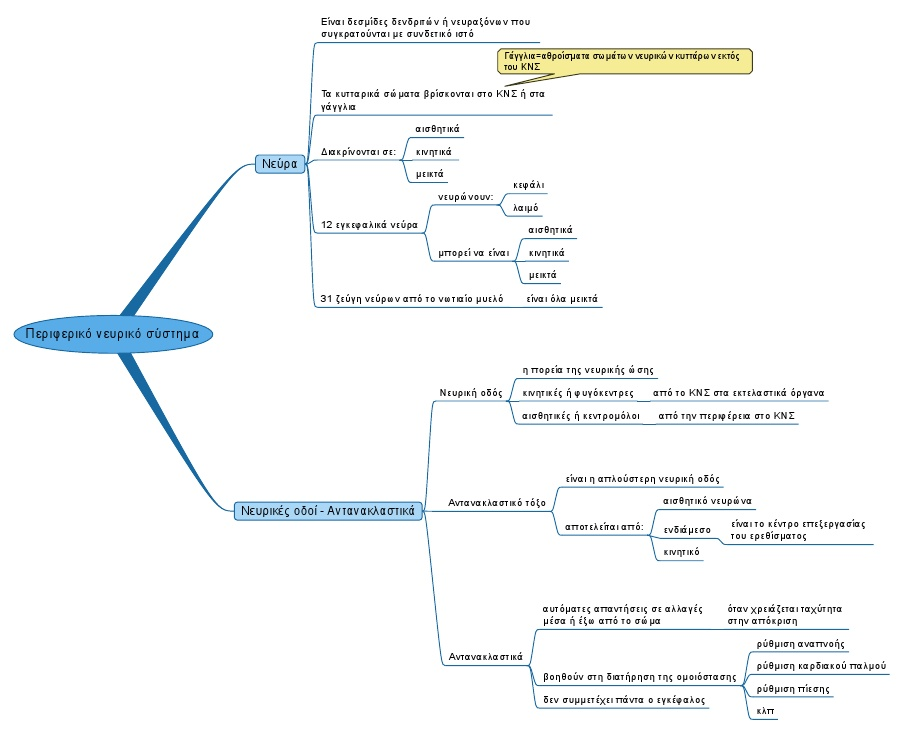 Περιφερικό νευρικό σύστημα
Νεύρα
Είναι δεσμίδες δενδριτών ή νευραξόνων που
συγκρατούνται με συνδετικό ιστό
Γάγγλια=αθροίσματα σωμάτων νευρικών κυττάρων εκτός
του ΚΝΣ
Τα κυτταρικά σώματα βρίσκονται στο ΚΝΣ ή στα
γάγγλια
Διακρίνονται σε:
αισθητικά
κινητικά
μεικτά
12 εγκεφαλικά νεύρα
νευρώνουν:
κεφάλι
λαιμό
μπορεί να είναι
αισθητικά
κινητικά
μεικτά
31 ζεύγη νεύρων από το νωτιαίο μυελό
είναι όλα μεικτά
Νευρικές οδοί - Αντανακλαστικά
Νευρική οδός
η πορεία της νευρικής ώσης
κινητικές ή φυγόκεντρες
από το ΚΝΣ στα εκτελαστικά όργανα
αισθητικές ή κεντρομόλοι
από την περιφέρεια στο ΚΝΣ
Αντανακλαστικό τόξο
είναι η απλούστερη νευρική οδός
αποτελείται από:
αισθητικό νευρώνα
ενδιάμεσο
είναι το κέντρο επεξεργασίας
του ερεθίσματος
κινητικό
Αντανακλαστικά
αυτόματες απαντήσεις σε αλλαγές
μέσα ή έξω από το σώμα
όταν χρειάζεται ταχύτητα
στην απόκριση
βοηθούν στη διατήρηση της ομοιόστασης
ρύθμιση αναπνοής
ρύθμιση καρδιακού παλμού
ρύθμιση πίεσης
κλπ
δεν συμμετέχει πάντα ο εγκέφαλος